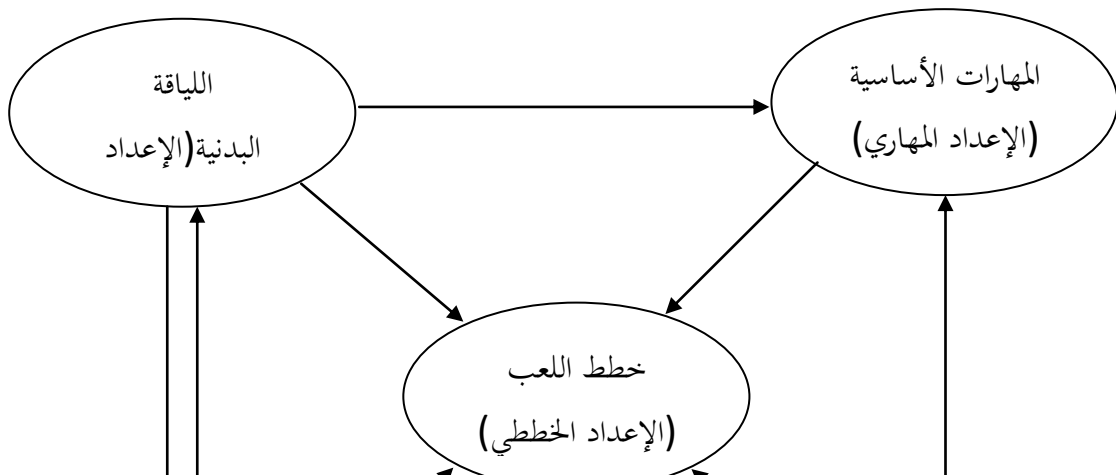 المهارات الأساسية
(الإعداد المهاري)
اللياقة
البدنية(الإعداد
خطط اللعب
(الإعداد الخططي)